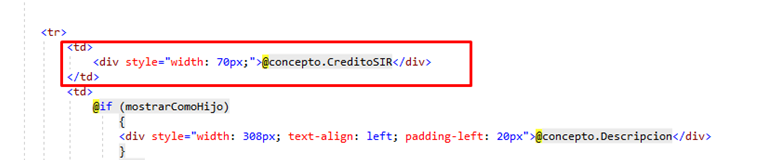 <tr>
<td>
<div style="width: 70px;">@concepto.CreditoSIR</div>
</td>
<td>
@if (mostrarComoHijo)
{
<div style="width: 308px; text-align: left; padding-left: 20px">@concepto.Descripcion</div>
}